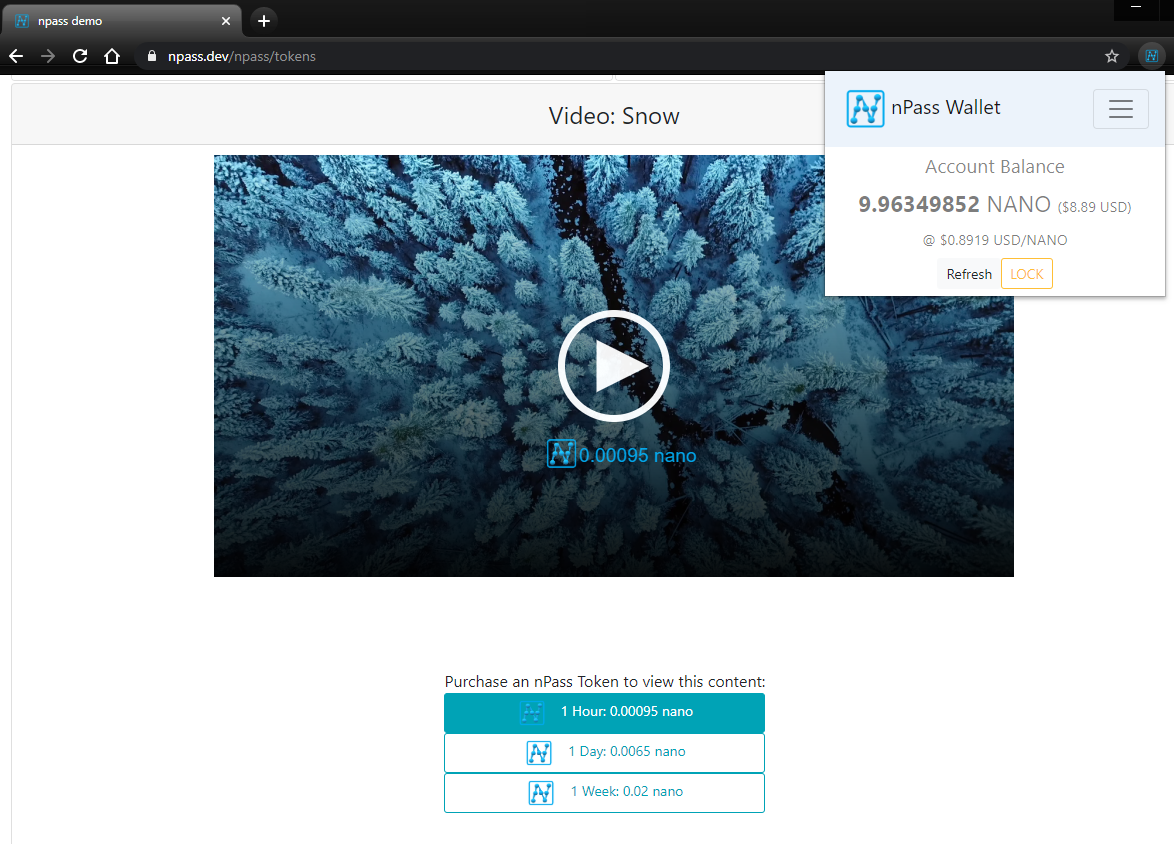 npass demo
npass.dev/npass/tokens
Video: Snow
nPass Wallet
Account Balance
9.96349852 NANO ($8.89 USD)
@ $0.8919 USD/NANO
Refresh LOCK
0.00095 nano
Purchase an nPass Token to view this content:
1 Hour: 0.00095 nano
1 Day: 0.0065 nano
1 Week: 0.02 nano